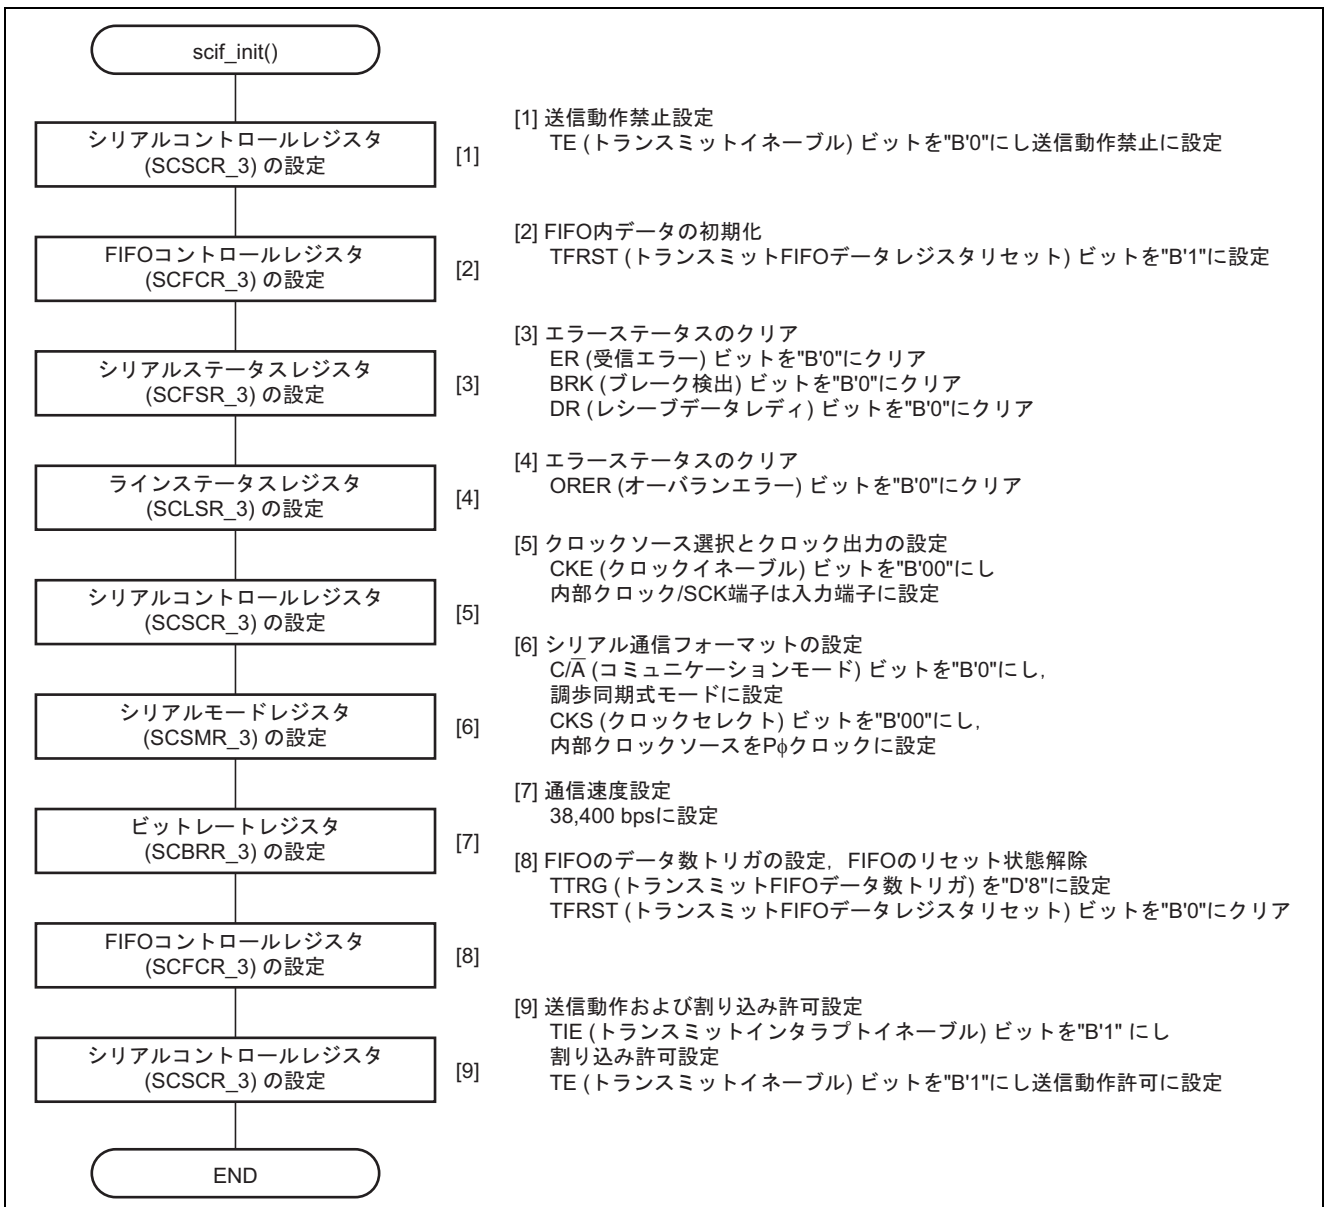 scif_init()
シリアルコントロールレジスタ
(SCSCR_3) の設定
[1]
[1] 送信動作禁止設定
TE (トランスミットイネーブル) ビットを"B'0"にし送信動作禁止に設定
FIFOコントロールレジスタ
(SCFCR_3) の設定
[2]
[2] FIFO内データの初期化
TFRST (トランスミットFIFOデータレジスタリセット) ビットを"B'1"に設定
シリアルステータスレジスタ
(SCFSR_3) の設定
[3]
[3] エラーステータスのクリア
ER (受信エラー) ビットを"B'0"にクリア
BRK (ブレーク検出) ビットを"B'0"にクリア
DR (レシーブデータレディ) ビットを"B'0"にクリア
ラインステータスレジスタ
(SCLSR_3) の設定
[4]
[4] エラーステータスのクリア
ORER (オーバランエラー) ビットを"B'0"にクリア
シリアルコントロールレジスタ
(SCSCR_3) の設定
[5]
[5] クロックソース選択とクロック出力の設定
CKE (クロックイネーブル) ビットを"B'00"にし
内部クロック/SCK端子は入力端子に設定
シリアルモードレジスタ
(SCSMR_3) の設定
[6]
[6] シリアル通信フォーマットの設定
C/A̅ (コミュニケーションモード) ビットを"B'0"にし,
調歩同期式モードに設定
CKS (クロックセレクト) ビットを"B'00"にし,
内部クロックソースをPφクロックに設定
ビットレートレジスタ
(SCBRR_3) の設定
[7]
[7] 通信速度設定
38,400 bpsに設定
FIFOコントロールレジスタ
(SCFCR_3) の設定
[8]
[8] FIFOのデータ数トリガの設定, FIFOのリセット状態解除
TTRG (トランスミットFIFOデータ数トリガ) を"D'8"に設定
TFRST (トランスミットFIFOデータレジスタリセット) ビットを"B'0"にクリア
シリアルコントロールレジスタ
(SCSCR_3) の設定
[9]
[9] 送信動作および割り込み許可設定
TIE (トランスミットインタラプトイネーブル) ビットを"B'1" にし
割り込み許可設定
TE (トランスミットイネーブル) ビットを"B'1"にし送信動作許可に設定
END